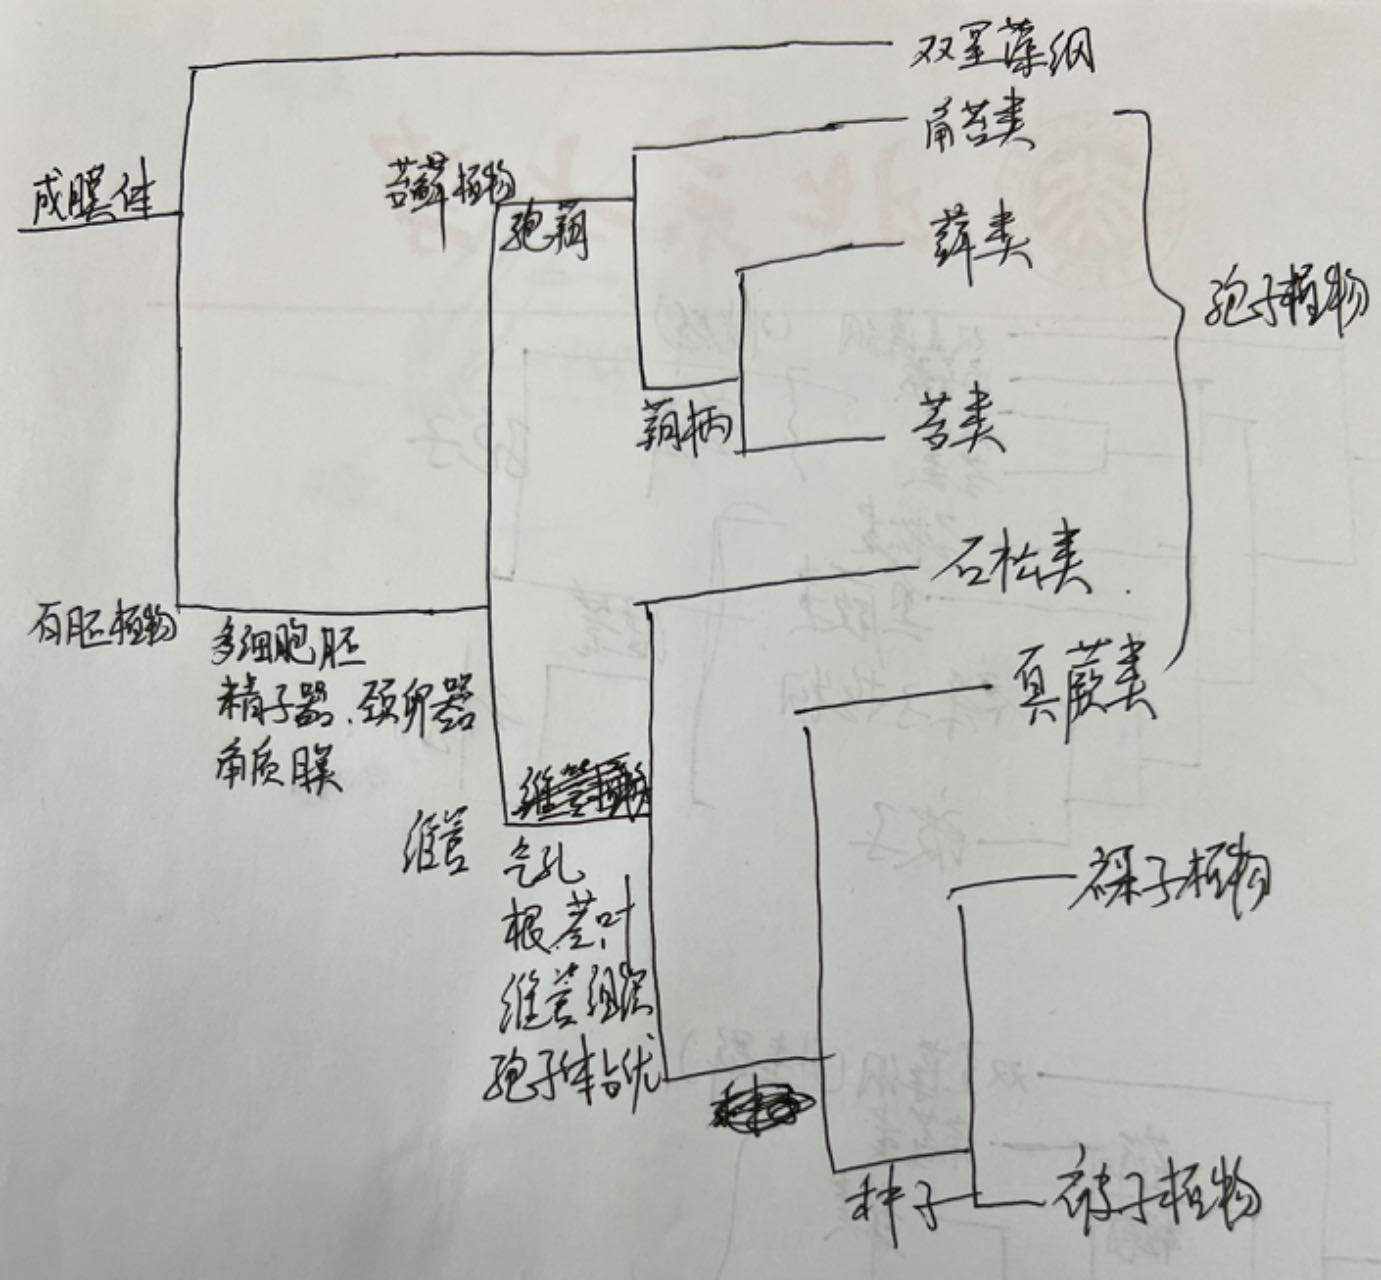 双星藻纲
角苔类
成膜体
苔藓植物
孢蒴
藓类
孢子植物
蒴柄
苔类
石松类
有胚植物
多细胞胚
精子器、颈卵器
角质膜
真蕨类
维管
气孔
根茎叶
维管组织
孢子体占优
裸子植物
种子
被子植物